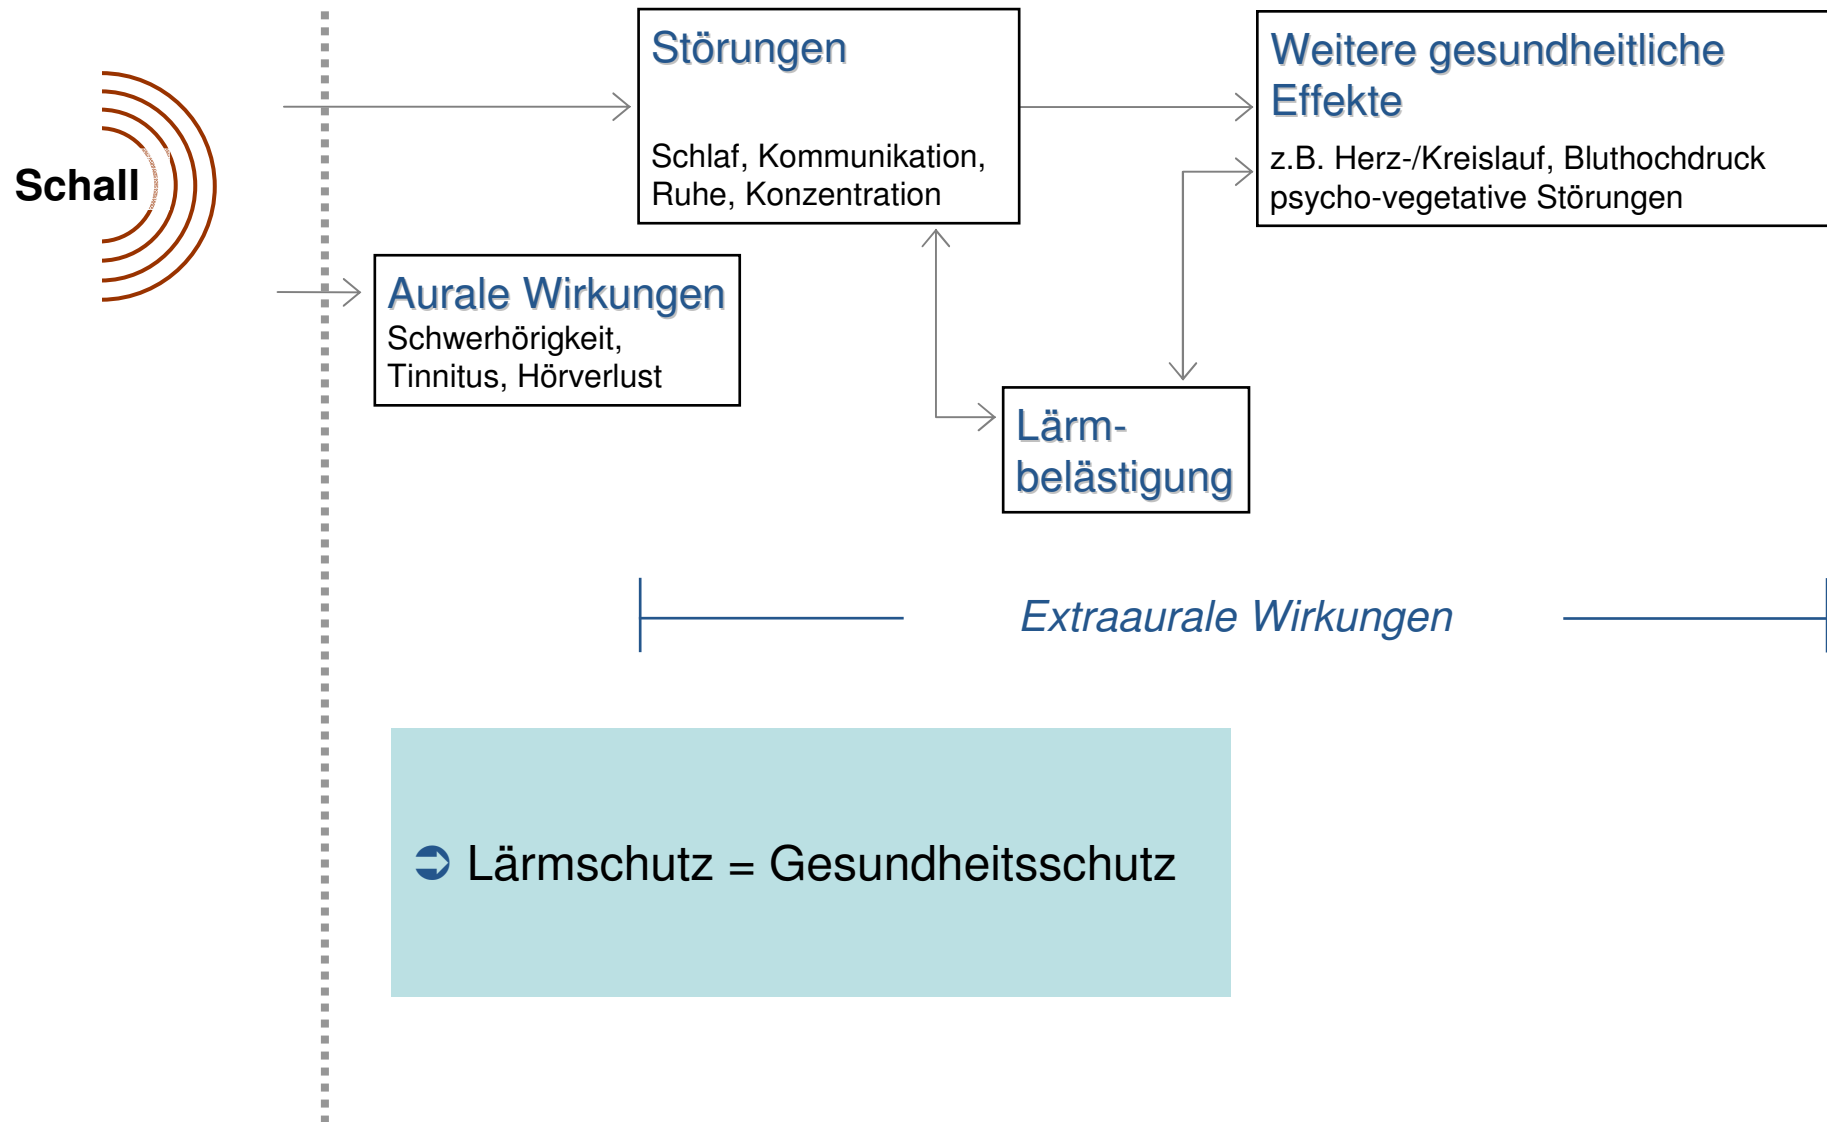 Schall
Störungen
Schlaf, Kommunikation,
Ruhe, Konzentration
Weitere gesundheitliche
Effekte
z.B. Herz-/Kreislauf, Bluthochdruck
psycho-vegetative Störungen
Aurale Wirkungen
Schwerhörigkeit,
Tinnitus, Hörverlust
Lärm-
belästigung
Extraaurale Wirkungen
➲ Lärmschutz = Gesundheitsschutz